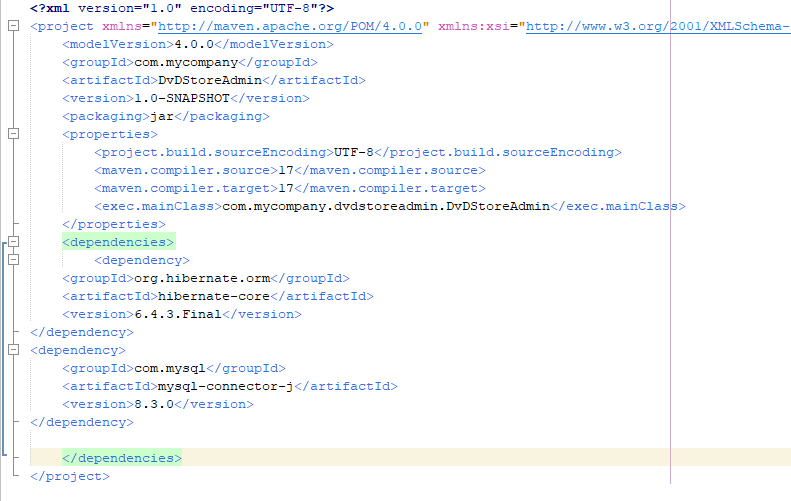 <?xml version="1.0" encoding="UTF-8"?>
<project xmlns="http://maven.apache.org/POM/4.0.0" xmlns:xsi="http://www.w3.org/2001/XMLSchema-
<modelVersion>4.0.0</modelVersion>
<groupId>com.mycompany</groupId>
<artifactId>DvDStoreAdmin</artifactId>
<version>1.0-SNAPSHOT</version>
<packaging>jar</packaging>
<properties>
<project.build.sourceEncoding>UTF-8</project.build.sourceEncoding>
<maven.compiler.source>17</maven.compiler.source>
<maven.compiler.target>17</maven.compiler.target>
<exec.mainClass>com.mycompany.dvdstoreadmin.DvDStoreAdmin</exec.mainClass>
</properties>
<dependencies>
<dependency>
<groupId>org.hibernate.orm</groupId>
<artifactId>hibernate-core</artifactId>
<version>6.4.3.Final</version>
</dependency>
<dependency>
<groupId>com.mysql</groupId>
<artifactId>mysql-connector-j</artifactId>
<version>8.3.0</version>
</dependency>
</dependencies>
</project>